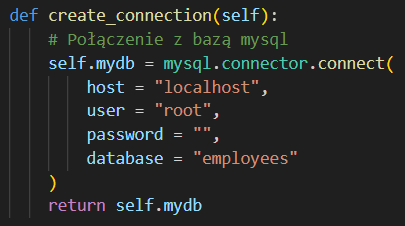 def create_connection(self):
    # Połączenie z bazą mysql
    self.mydb = mysql.connector.connect(
        host = "localhost",
        user = "root",
        password = "",
        database = "employees"
    )
    return self.mydb